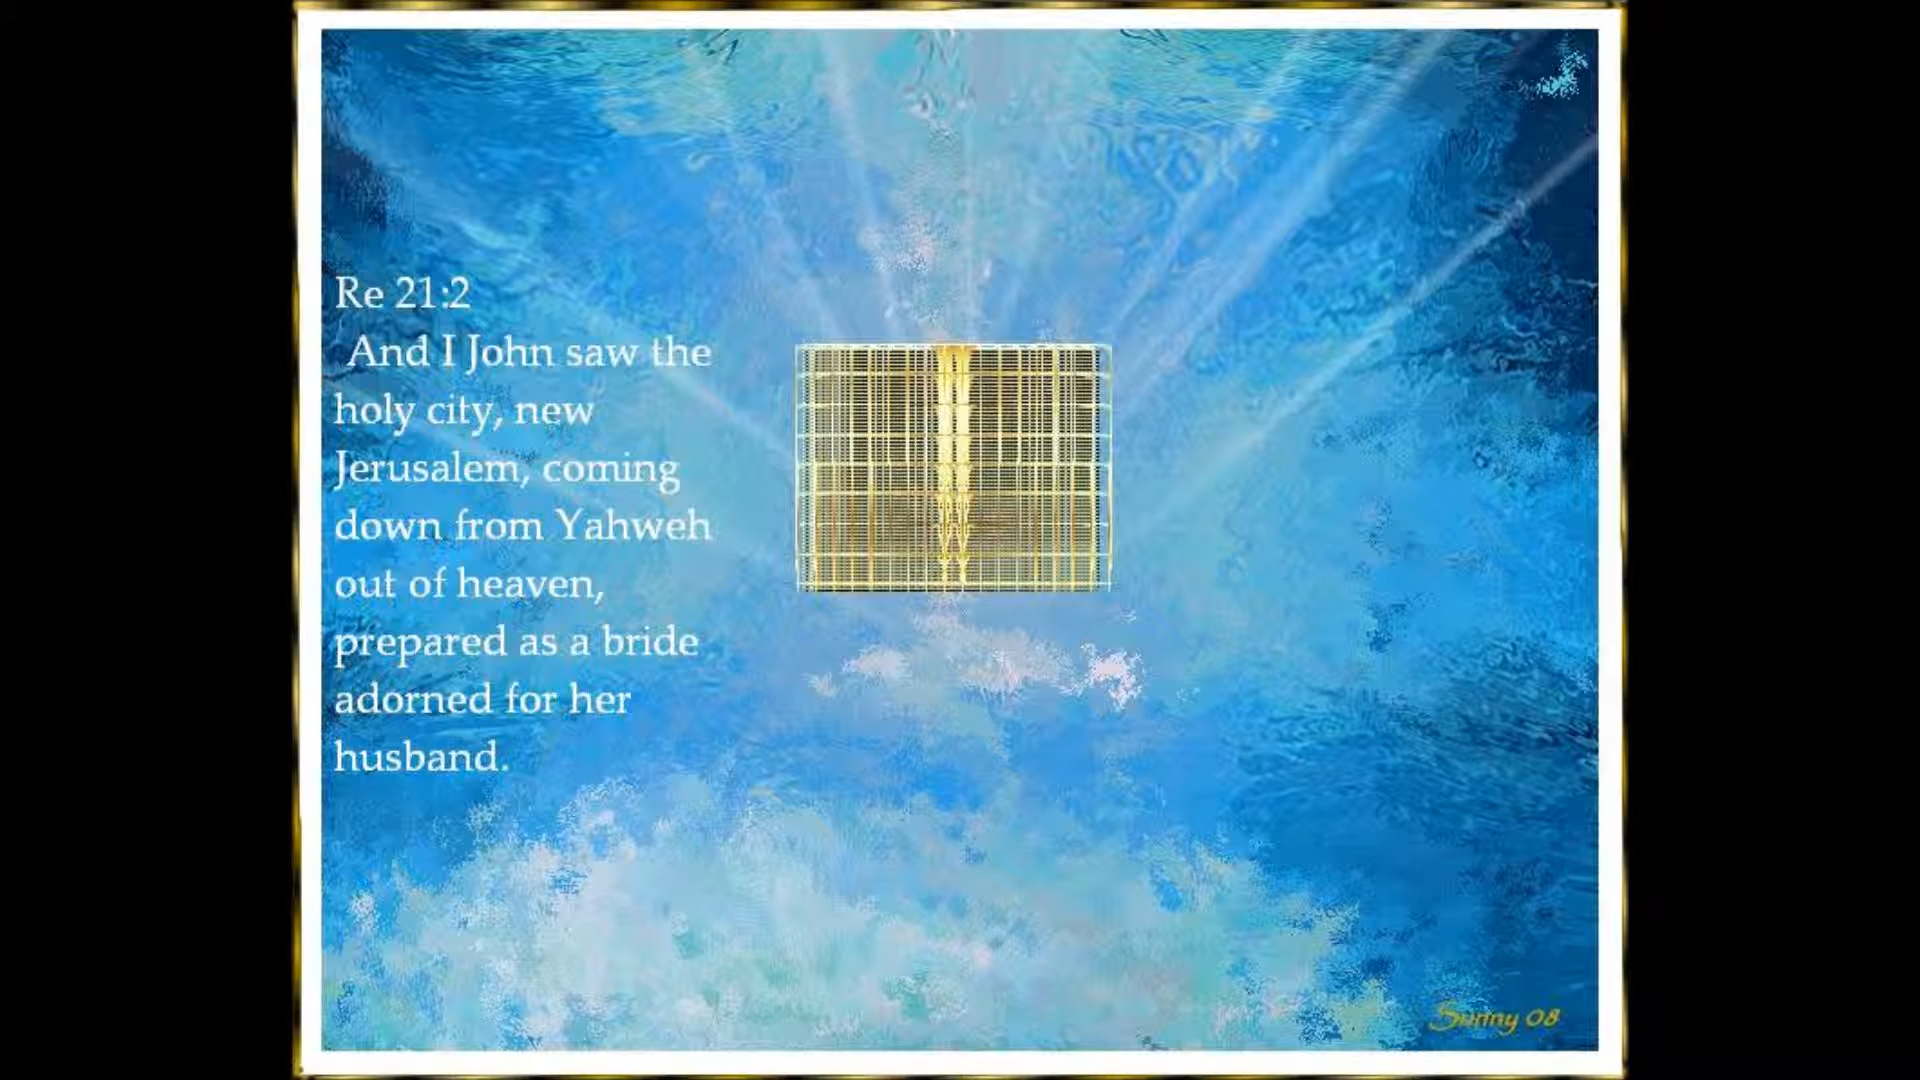 Re 21:2
And I John saw the
holy city, new
Jerusalem, coming
down from Yahweh
out of heaven,
prepared as a bride
adorned for her
husband.
Sunny 08